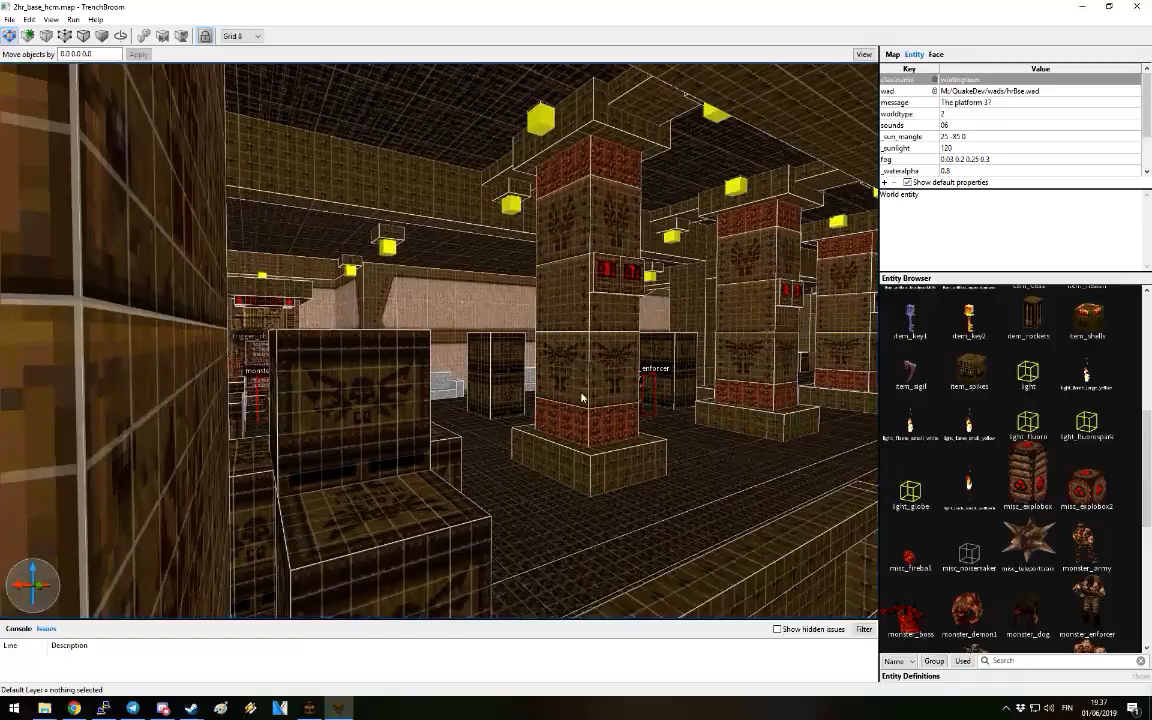 2hr_base_hcm.map - TrenchBroom
File Edit View Run Help
Grid 8
Move objects by 0.0 0.0 0.0 Apply View
Map Entity Face
Key Value
classname worldspawn
wad M:/QuakeDev/wads/hrBse.wad
message The platform 37
worldtype 2
sounds 06
_sun_mangle 25 -85 0
_sunlight 120
fog 0.03 0.2 0.25 0.3
_wateralpha 0.8
Show default properties
World entity
Entity Browser
item_key1 item_key2 item_rockets item_shells
item_sigil item_spikes light
light_fluoro light_fluorospark
light_globe misc_explobox misc_explobox2
misc_fireball misc_noisemaker misc_teleporttrain monster_army
monster_boss monster_demon1 monster_dog monster_enforcer
monste
enforcer
Console Issues Show hidden issues Filter
Line Description
Name Group Used Search
Entity Definitions show
Default Layer nothing selected
FIN 19.37
01/06/2019